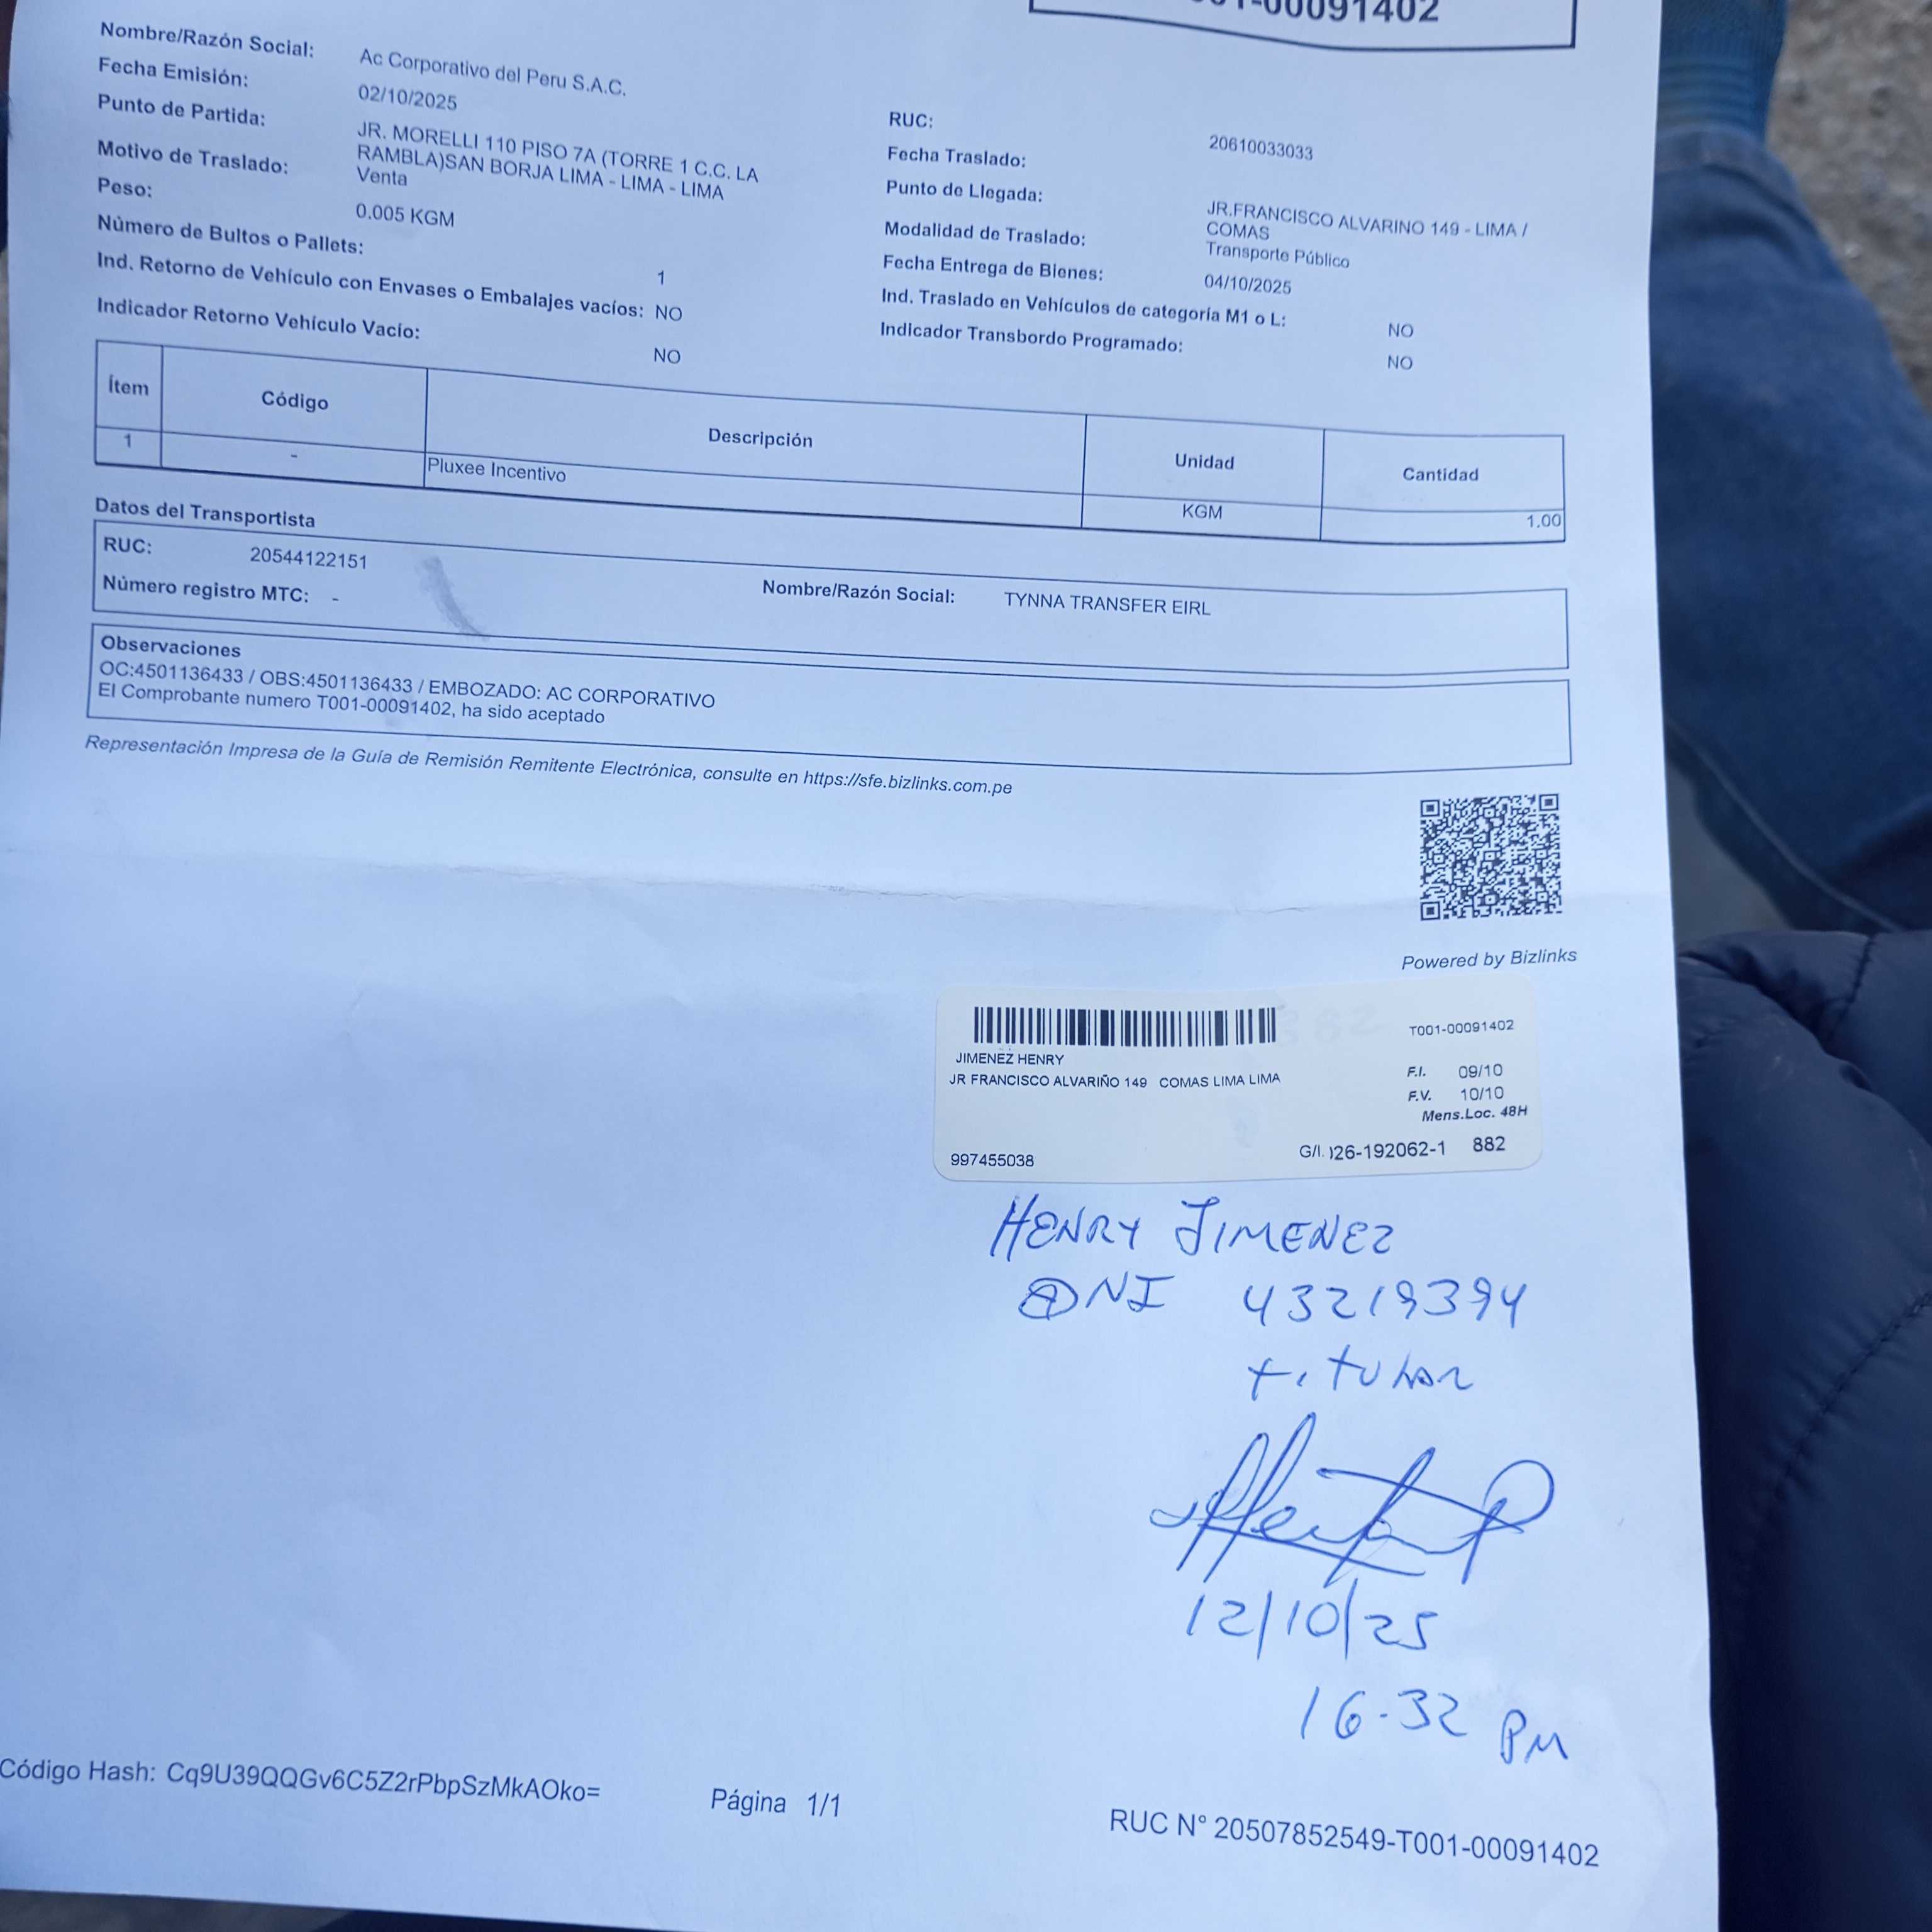 01-00091402
Nombre/Razón Social: Ac Corporativo del Peru S.A.C.
RUC: 20610033033
Fecha Emisión: 02/10/2025
Fecha Traslado:
Punto de Partida: JR. MORELLI 110 PISO 7A (TORRE 1 C.C. LA
RAMBLA)SAN BORJA LIMA - LIMA - LIMA
Punto de Llegada: JR.FRANCISCO ALVARINO 149 - LIMA /
COMAS
Motivo de Traslado: Venta
Modalidad de Traslado: Transporte Público
Peso: 0.005 KGM
Fecha Entrega de Bienes: 04/10/2025
Número de Bultos o Pallets: 1
Ind. Traslado en Vehículos de categoría M1 o L: NO
Ind. Retorno de Vehículo con Envases o Embalajes vacíos: NO
Indicador Transbordo Programado: NO
Indicador Retorno Vehículo Vacío: NO
Ítem Código Descripción Unidad Cantidad
1 - Pluxee Incentivo KGM 1.00
Datos del Transportista
RUC: 20544122151 Nombre/Razón Social: TYNNA TRANSFER EIRL
Número registro MTC: -
Observaciones
OC:4501136433 / OBS:4501136433 / EMBOZADO: AC CORPORATIVO
El Comprobante numero T001-00091402, ha sido aceptado
Representación Impresa de la Guía de Remisión Remitente Electrónica, consulte en https://sfe.bizlinks.com.pe
Powered by Bizlinks
T001-00091402
JIMENEZ HENRY
JR FRANCISCO ALVARIÑO 149 COMAS LIMA LIMA
F.I. 09/10
F.V. 10/10
Mens.Loc. 48H
997455038 G/I. )26-192062-1 882
HENRY JIMENEZ
DNI 43219394
titular
12/10/25
16-32 PM
Código Hash: Cq9U39QQGv6C5Z2rPbpSzMkAOko= Página 1/1 RUC N° 20507852549-T001-00091402